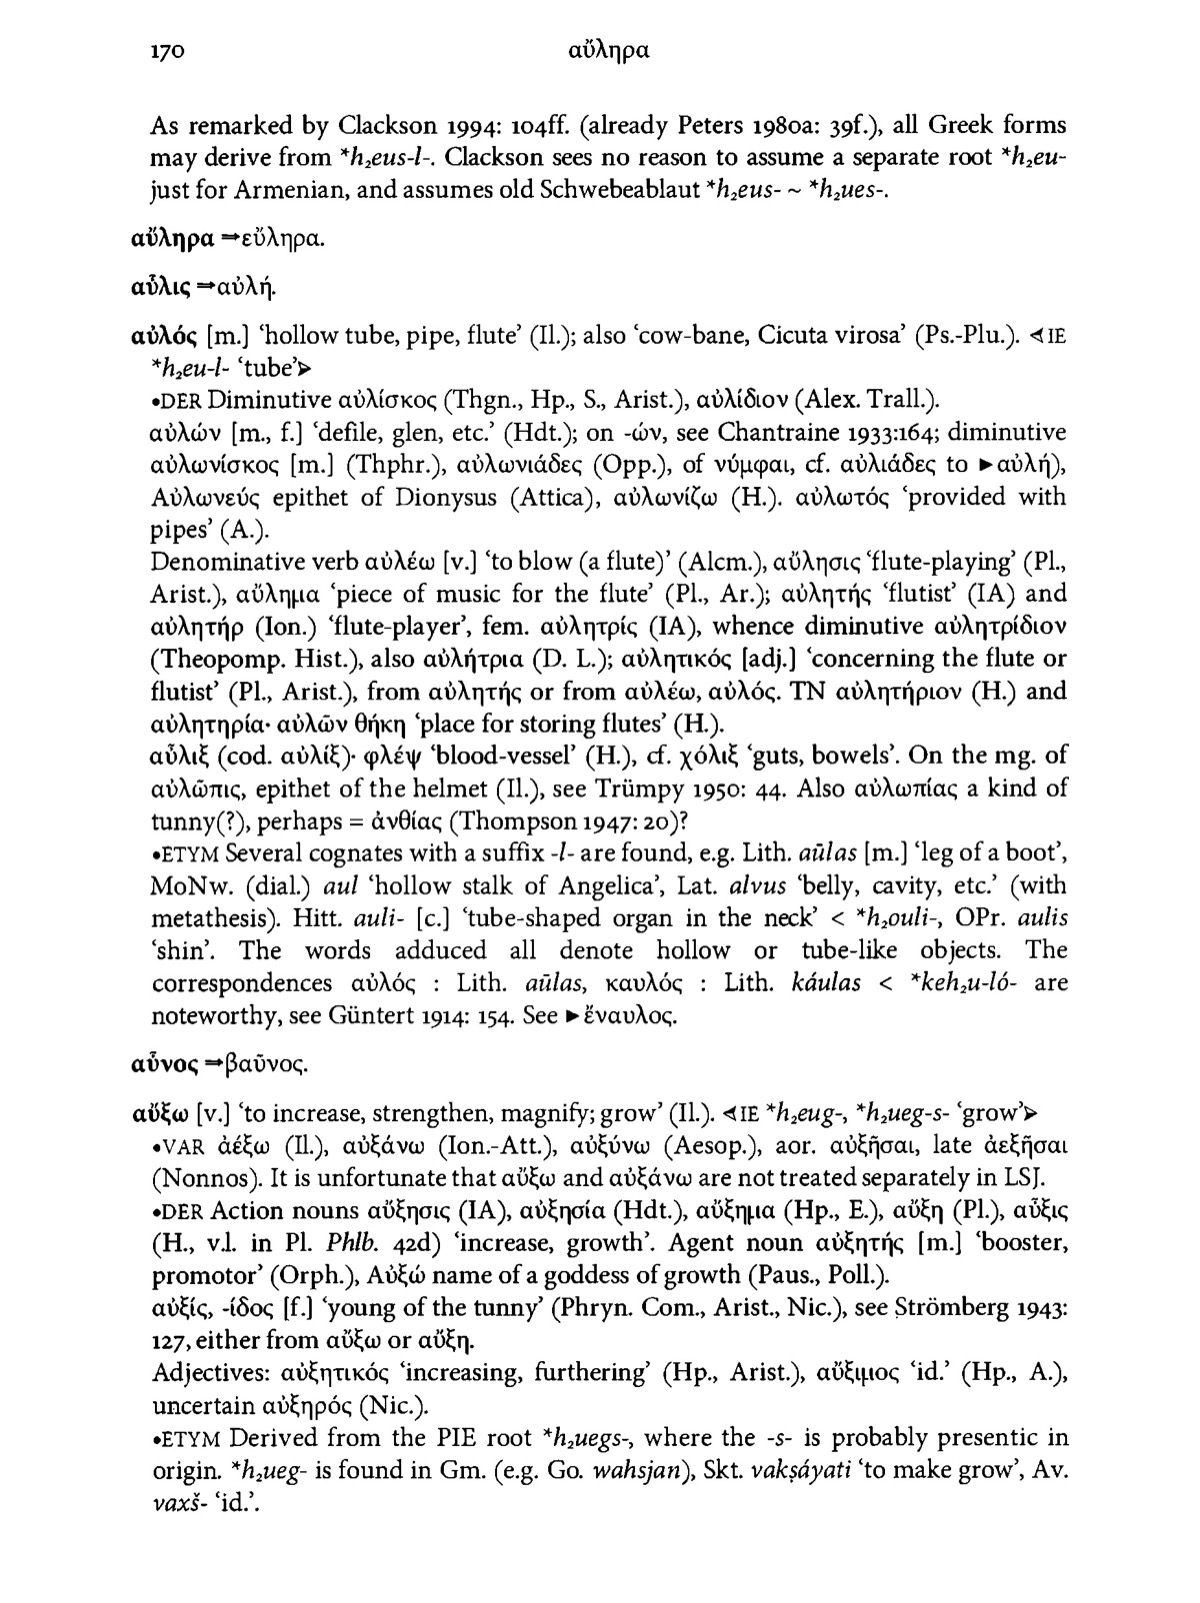 170
αὔληρα
As remarked by Clackson 1994: 104ff. (already Peters 1980a: 39f.), all Greek forms
may derive from *h₂eus-l-. Clackson sees no reason to assume a separate root *h₂eu-
just for Armenian, and assumes old Schwebeablaut *h₂eus- ~ *h₂ues-.
αὔληρα ⇒εὔληρα.
αὖλις ⇒αὐλή.
αὐλός [m.] ‘hollow tube, pipe, flute’ (Il.); also ‘cow-bane, Cicuta virosa’ (Ps.-Plu.). ⊲IE
*h₂eu-l- ‘tube’⊳
•DER Diminutive αὐλίσκος (Thgn., Hp., S., Arist.), αὐλίδιον (Alex. Trall.).
αὐλών [m., f.] ‘defile, glen, etc.’ (Hdt.); on -ών, see Chantraine 1933:164; diminutive
αὐλωνίσκος [m.] (Thphr.), αὐλωνιάδες (Opp.), of νύμφαι, cf. αὐλιάδες to ►αὐλή),
Αὐλωνεύς epithet of Dionysus (Attica), αὐλωνίζω (H.). αὐλωτός ‘provided with
pipes’ (A.).
Denominative verb αὐλέω [v.] ‘to blow (a flute)’ (Alcm.), αὔλησις ‘flute-playing’ (Pl.,
Arist.), αὔλημα ‘piece of music for the flute’ (Pl., Ar.); αὐλητής ‘flutist’ (IA) and
αὐλητήρ (Ion.) ‘flute-player’, fem. αὐλητρίς (IA), whence diminutive αὐλητρίδιον
(Theopomp. Hist.), also αὐλήτρια (D. L.); αὐλητικός [adj.] ‘concerning the flute or
flutist’ (Pl., Arist.), from αὐλητής or from αὐλέω, αὐλός. TN αὐλητήριον (H.) and
αὐλητηρία· αὐλῶν θήκη ‘place for storing flutes’ (H.).
αὖλιξ (cod. αὐλίξ)· φλέψ ‘blood-vessel’ (H.), cf. χόλιξ ‘guts, bowels’. On the mg. of
αὐλῶπις, epithet of the helmet (Il.), see Trümpy 1950: 44. Also αὐλωπίας a kind of
tunny(?), perhaps = ἀνθίας (Thompson 1947: 20)?
•ETYM Several cognates with a suffix -l- are found, e.g. Lith. aũlas [m.] ‘leg of a boot’,
MoNw. (dial.) aul ‘hollow stalk of Angelica’, Lat. alvus ‘belly, cavity, etc.’ (with
metathesis). Hitt. auli- [c.] ‘tube-shaped organ in the neck’ < *h₂ouli-, OPr. aulis
‘shin’. The words adduced all denote hollow or tube-like objects. The
correspondences αὐλός : Lith. aũlas, καυλός : Lith. káulas < *keh₂u-ló- are
noteworthy, see Güntert 1914: 154. See ►ἔναυλος.
αὖνος ⇒βαῦνος.
αὔξω [v.] ‘to increase, strengthen, magnify; grow’ (Il.). ⊲IE *h₂eug-, *h₂ueg-s- ‘grow’⊳
•VAR ἀέξω (Il.), αὐξάνω (Ion.-Att.), αὐξύνω (Aesop.), aor. αὐξῆσαι, late ἀεξῆσαι
(Nonnos). It is unfortunate that αὔξω and αὐξάνω are not treated separately in LSJ.
•DER Action nouns αὔξησις (IA), αὐξησία (Hdt.), αὔξημα (Hp., E.), αὔξη (Pl.), αὖξις
(H., v.l. in Pl. Phlb. 42d) ‘increase, growth’. Agent noun αὐξητής [m.] ‘booster,
promotor’ (Orph.), Αὐξώ name of a goddess of growth (Paus., Poll.).
αὐξίς, -ίδος [f.] ‘young of the tunny’ (Phryn. Com., Arist., Nic.), see Strömberg 1943:
127, either from αὔξω or αὔξη.
Adjectives: αὐξητικός ‘increasing, furthering’ (Hp., Arist.), αὔξιμος ‘id.’ (Hp., A.),
uncertain αὐξηρός (Nic.).
•ETYM Derived from the PIE root *h₂uegs-, where the -s- is probably presentic in
origin. *h₂ueg- is found in Gm. (e.g. Go. wahsjan), Skt. vakṣáyati ‘to make grow’, Av.
vaxš- ‘id.’.